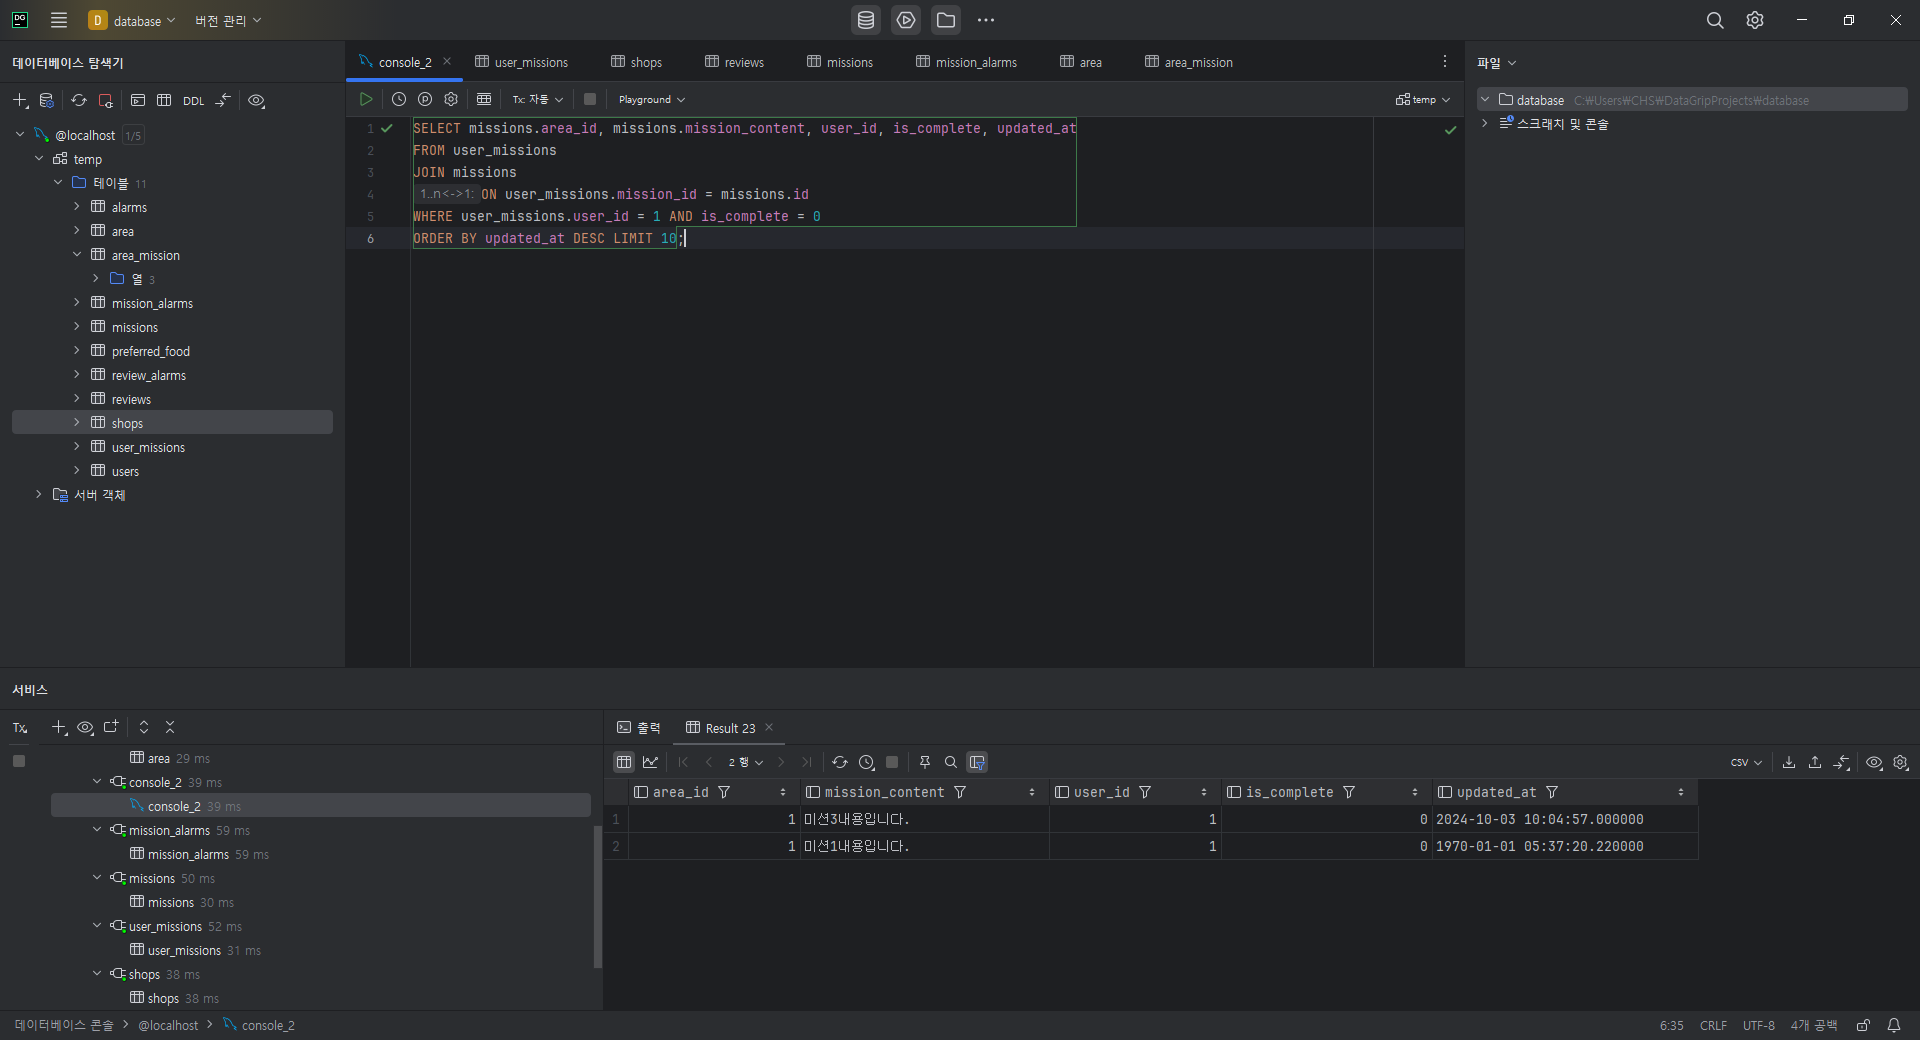 DG
D database 버전 관리
데이터베이스 탐색기
DDL
@localhost 1/5
temp
테이블 11
alarms
area
area_mission
열 3
mission_alarms
missions
preferred_food
review_alarms
reviews
shops
user_missions
users
서버 객체
console_2 user_missions shops reviews missions mission_alarms area area_mission
Tx: 자동 Playground temp
1 SELECT missions.area_id, missions.mission_content, user_id, is_complete, updated_at
2 FROM user_missions
3 JOIN missions
4 1..n<->1: ON user_missions.mission_id = missions.id
5 WHERE user_missions.user_id = 1 AND is_complete = 0
6 ORDER BY updated_at DESC LIMIT 10;
파일
database C:₩Users₩CHS₩DataGripProjects₩database
스크래치 및 콘솔
서비스
Tx
area 29 ms
console_2 39 ms
console_2 39 ms
mission_alarms 59 ms
mission_alarms 59 ms
missions 50 ms
missions 30 ms
user_missions 52 ms
user_missions 31 ms
shops 38 ms
shops 38 ms
출력 Result 23
2 행 CSV
area_id mission_content user_id is_complete updated_at
1 1 미션3내용입니다. 1 0 2024-10-03 10:04:57.000000
2 1 미션1내용입니다. 1 0 1970-01-01 05:37:20.220000
데이터베이스 콘솔 @localhost console_2
6:35 CRLF UTF-8 4개 공백